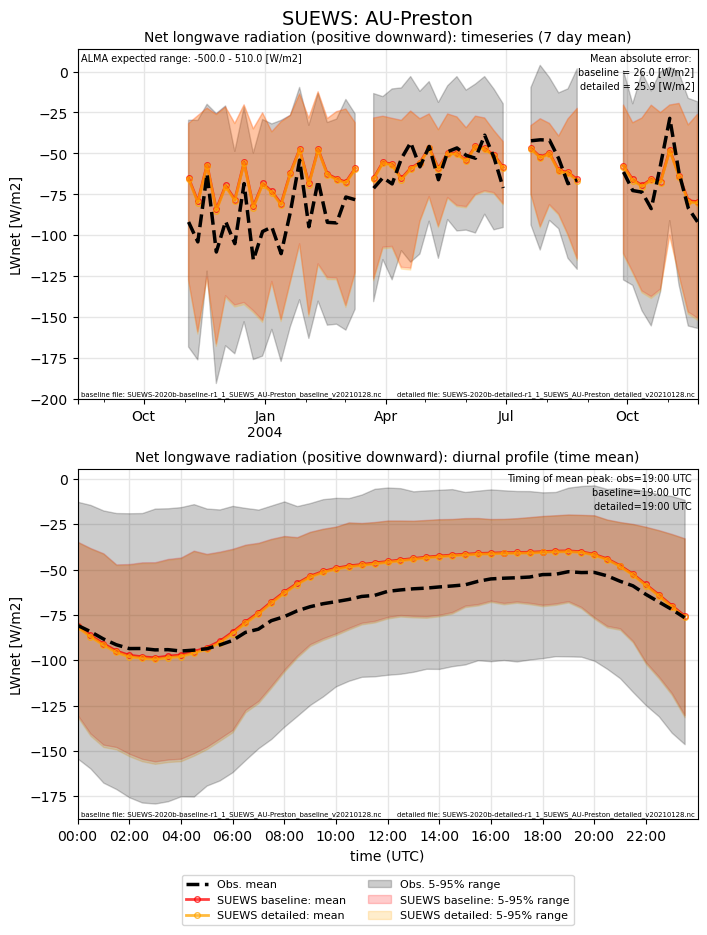 SUEWS: AU-Preston
Net longwave radiation (positive downward): timeseries (7 day mean)
ALMA expected range: -500.0 - 510.0 [W/m2]
Mean absolute error:
baseline = 26.0 [W/m2]
detailed = 25.9 [W/m2]
0
−25
−50
−75
−100
−125
−150
−175
−200
LWnet [W/m2]
baseline file: SUEWS-2020b-baseline-r1_1_SUEWS_AU-Preston_baseline_v20210128.nc
detailed file: SUEWS-2020b-detailed-r1_1_SUEWS_AU-Preston_detailed_v20210128.nc
Oct Jan Apr Jul Oct
2004
Net longwave radiation (positive downward): diurnal profile (time mean)
Timing of mean peak: obs=19:00 UTC
baseline=19:00 UTC
detailed=19:00 UTC
0
−25
−50
−75
−100
−125
−150
−175
LWnet [W/m2]
baseline file: SUEWS-2020b-baseline-r1_1_SUEWS_AU-Preston_baseline_v20210128.nc
detailed file: SUEWS-2020b-detailed-r1_1_SUEWS_AU-Preston_detailed_v20210128.nc
00:00 02:00 04:00 06:00 08:00 10:00 12:00 14:00 16:00 18:00 20:00 22:00
time (UTC)
Obs. mean
SUEWS baseline: mean
SUEWS detailed: mean
Obs. 5-95% range
SUEWS baseline: 5-95% range
SUEWS detailed: 5-95% range